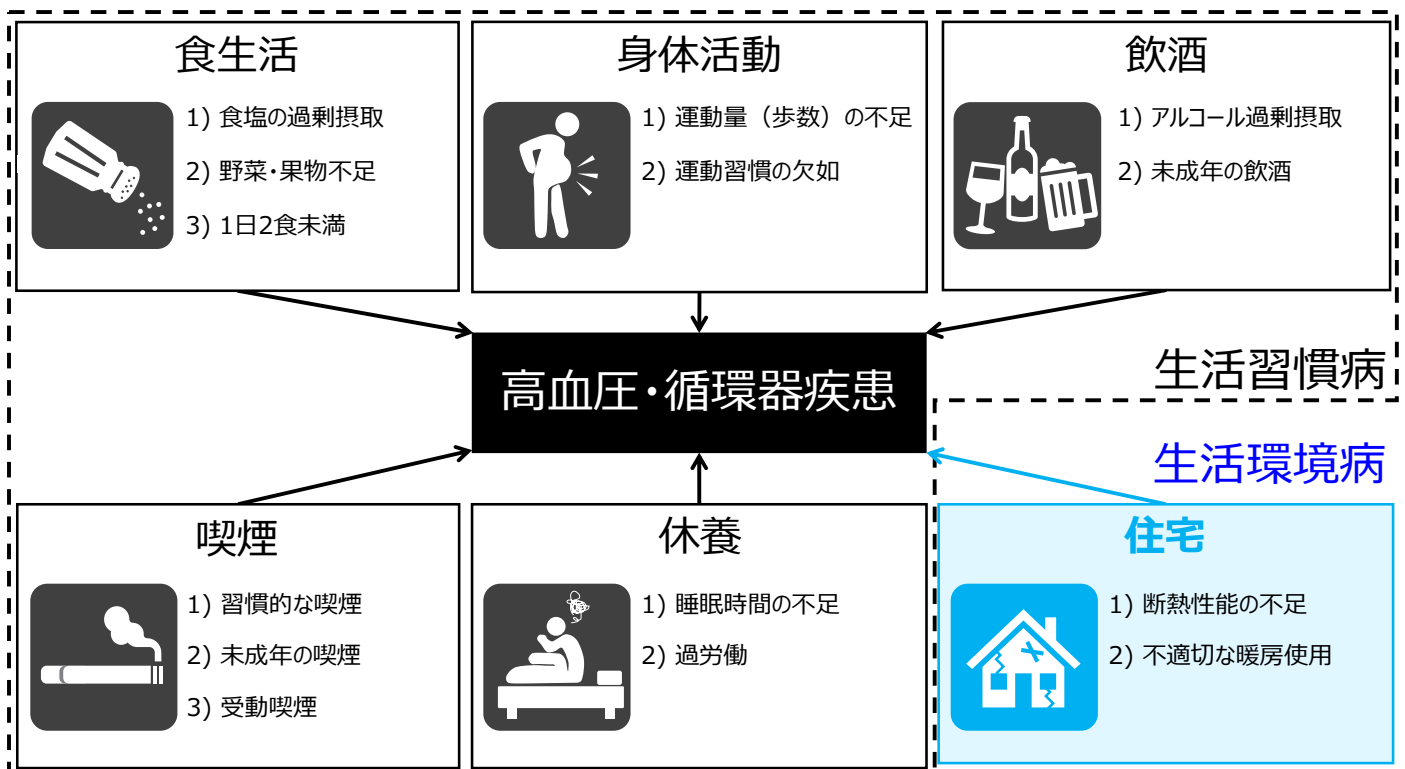 食生活
1) 食塩の過剰摂取
2) 野菜・果物不足
3) 1日2食未満
身体活動
1) 運動量（歩数）の不足
2) 運動習慣の欠如
飲酒
1) アルコール過剰摂取
2) 未成年の飲酒
高血圧・循環器疾患
生活習慣病
生活環境病
喫煙
1) 習慣的な喫煙
2) 未成年の喫煙
3) 受動喫煙
休養
1) 睡眠時間の不足
2) 過労働
住宅
1) 断熱性能の不足
2) 不適切な暖房使用